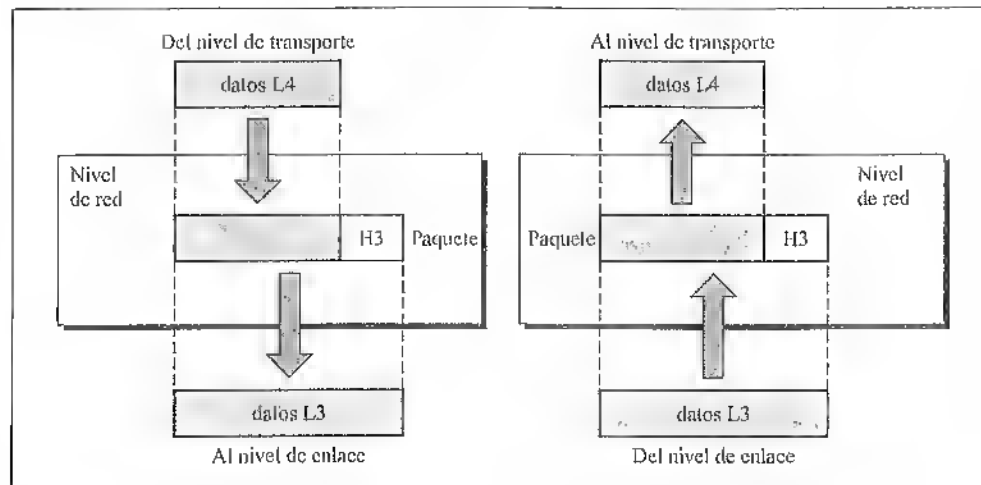 Del nivel de transporte
datos L4
Nivel
de red
H3
Paquete
datos L3
Al nivel de enlace
Al nivel de transporte
datos L4
Nivel
de red
Paquete
H3
datos L3
Del nivel de enlace